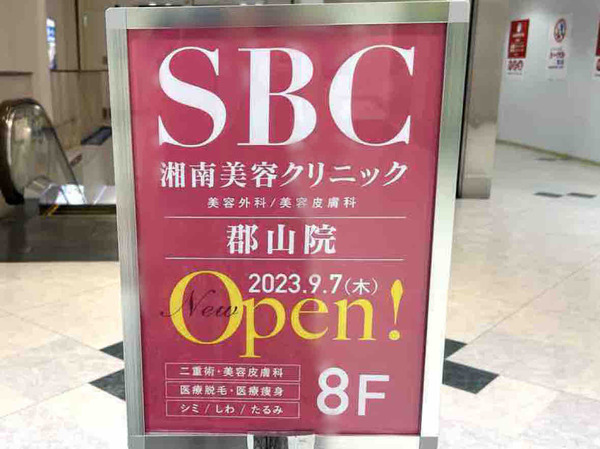 SBC
湘南美容クリニック
美容外科/美容皮膚科
郡山院
2023.9.7(木)
New Open!
二重術・美容皮膚科
医療脱毛・医療痩身
シミ/しわ/たるみ
8F